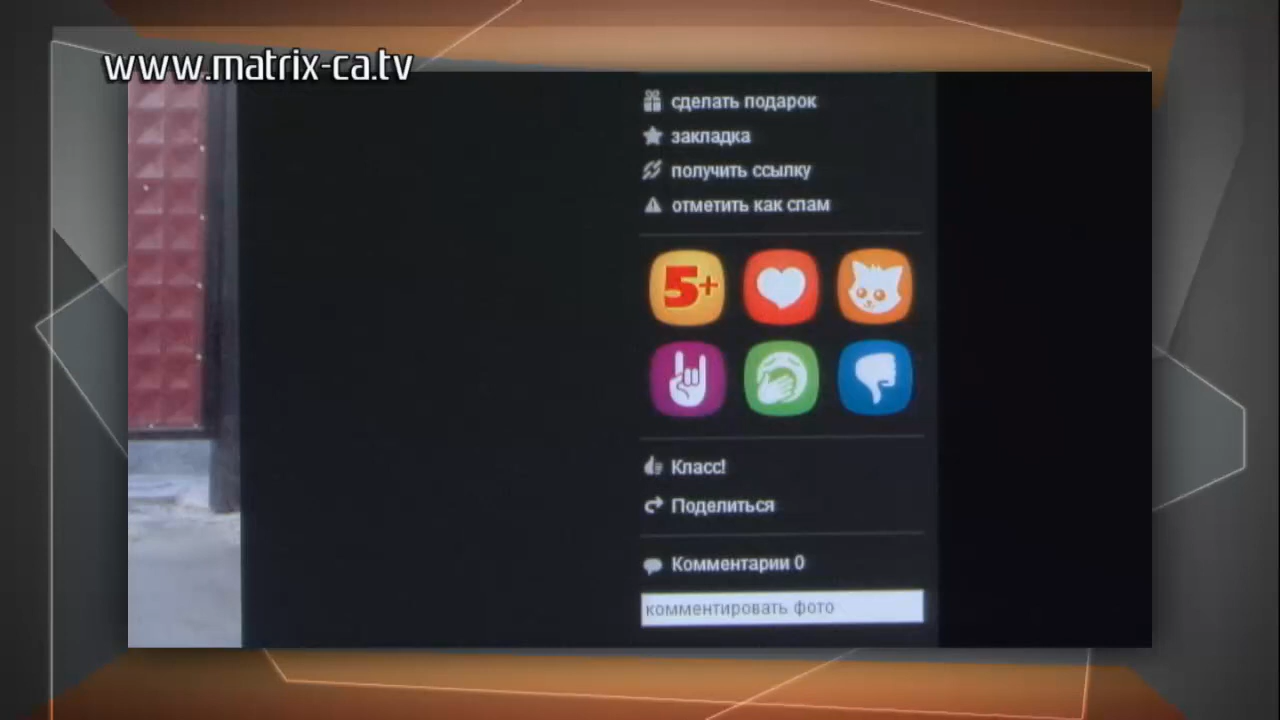 www.matrix-ca.tv
сделать подарок
закладка
получить ссылку
отметить как спам
5+
Класс!
Поделиться
Комментарии 0
комментировать фото